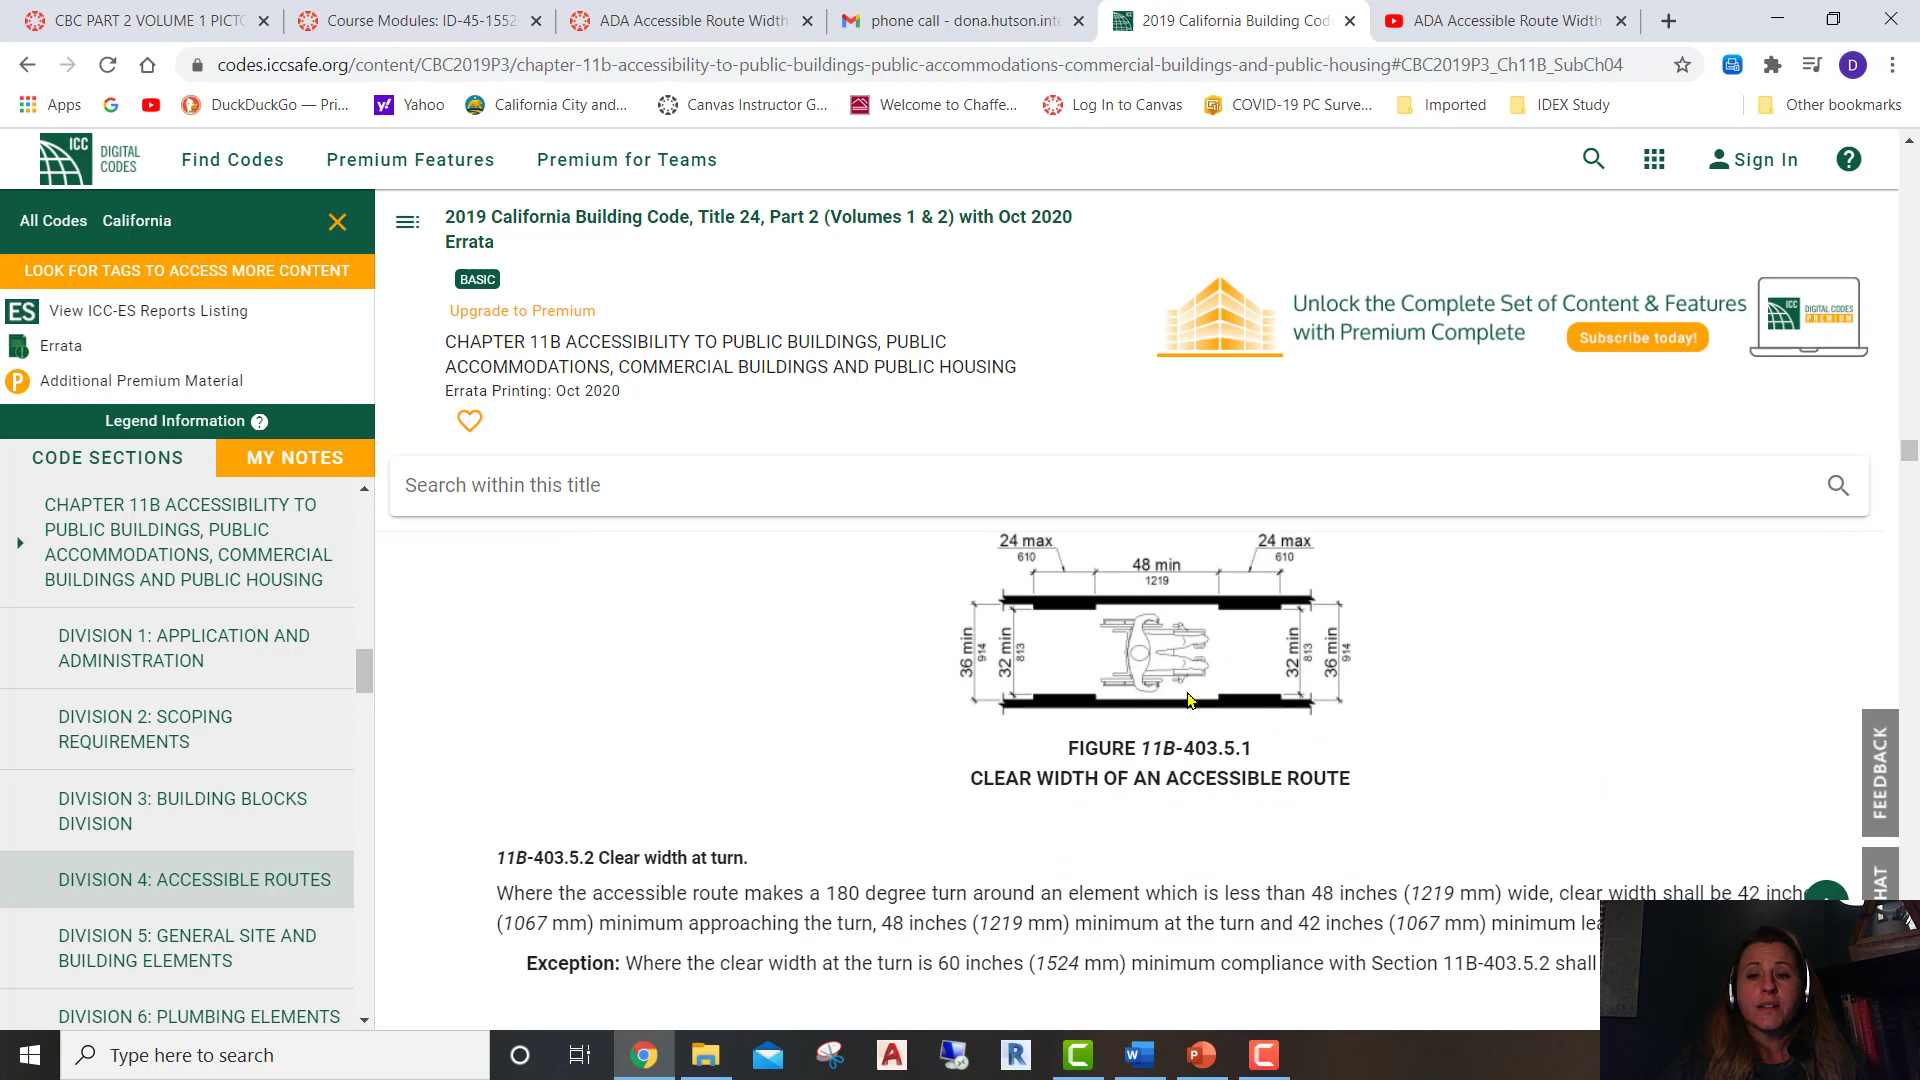 CBC PART 2 VOLUME 1 PICTO
Course Modules: ID-45-1552
ADA Accessible Route Width
phone call - dona.hutson.inte
2019 California Building Code
ADA Accessible Route Width
codes.iccsafe.org/content/CBC2019P3/chapter-11b-accessibility-to-public-buildings-public-accommodations-commercial-buildings-and-public-housing#CBC2019P3_Ch11B_SubCh04
D
Apps
DuckDuckGo — Pri...
Yahoo
California City and...
Canvas Instructor G...
Welcome to Chaffe...
Log In to Canvas
COVID-19 PC Surve...
Imported
IDEX Study
Other bookmarks
ICC DIGITAL CODES
Find Codes
Premium Features
Premium for Teams
Sign In
All Codes California
LOOK FOR TAGS TO ACCESS MORE CONTENT
ES View ICC-ES Reports Listing
Errata
P Additional Premium Material
Legend Information ?
CODE SECTIONS
MY NOTES
CHAPTER 11B ACCESSIBILITY TO
PUBLIC BUILDINGS, PUBLIC
ACCOMMODATIONS, COMMERCIAL
BUILDINGS AND PUBLIC HOUSING
DIVISION 1: APPLICATION AND
ADMINISTRATION
DIVISION 2: SCOPING
REQUIREMENTS
DIVISION 3: BUILDING BLOCKS
DIVISION
DIVISION 4: ACCESSIBLE ROUTES
DIVISION 5: GENERAL SITE AND
BUILDING ELEMENTS
DIVISION 6: PLUMBING ELEMENTS
2019 California Building Code, Title 24, Part 2 (Volumes 1 & 2) with Oct 2020
Errata
BASIC
Upgrade to Premium
CHAPTER 11B ACCESSIBILITY TO PUBLIC BUILDINGS, PUBLIC
ACCOMMODATIONS, COMMERCIAL BUILDINGS AND PUBLIC HOUSING
Errata Printing: Oct 2020
Unlock the Complete Set of Content & Features
with Premium Complete
Subscribe today!
DIGITAL CODES PREMIUM
Search within this title
24 max
610
48 min
1219
24 max
610
36 min
914
32 min
813
32 min
813
36 min
914
FIGURE 11B-403.5.1
CLEAR WIDTH OF AN ACCESSIBLE ROUTE
11B-403.5.2 Clear width at turn.
Where the accessible route makes a 180 degree turn around an element which is less than 48 inches (1219 mm) wide, clear width shall be 42 inche
(1067 mm) minimum approaching the turn, 48 inches (1219 mm) minimum at the turn and 42 inches (1067 mm) minimum lea
Exception: Where the clear width at the turn is 60 inches (1524 mm) minimum compliance with Section 11B-403.5.2 shall
FEEDBACK
HAT
Type here to search